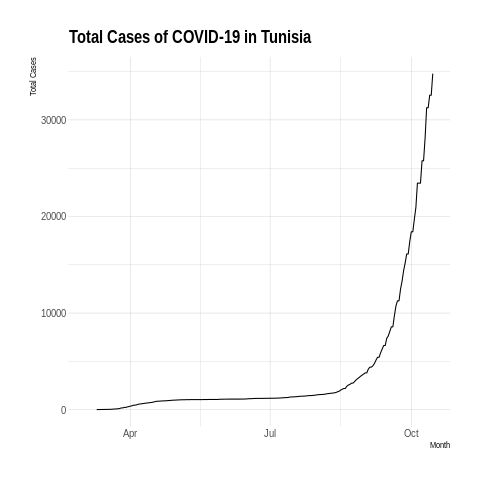 Total Cases of COVID-19 in Tunisia
Total Cases
30000
20000
10000
0
Apr Jul Oct
Month